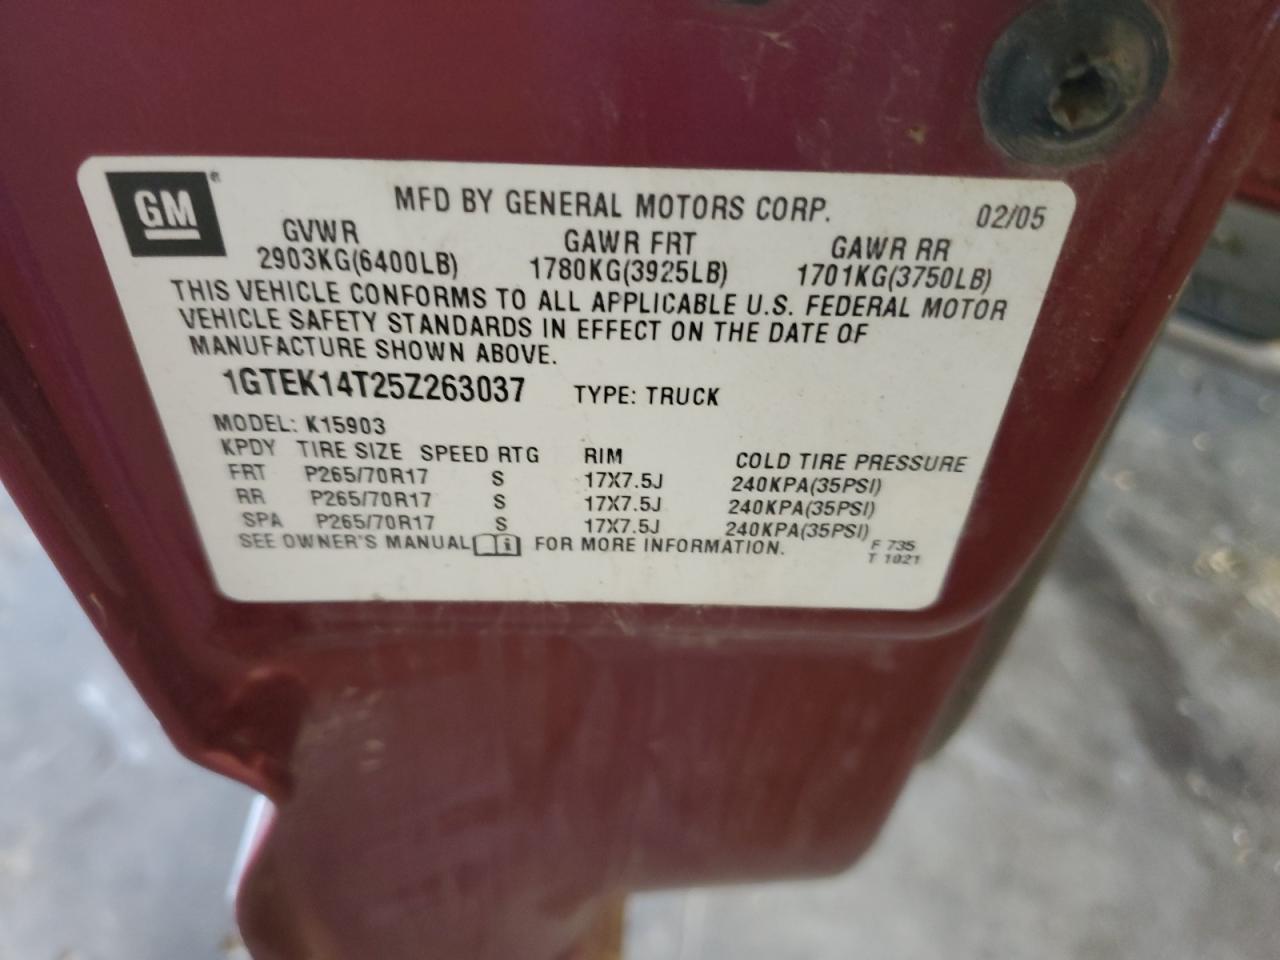 GM®
MFD BY GENERAL MOTORS CORP. 02/05
GVWR GAWR FRT GAWR RR
2903KG(6400LB) 1780KG(3925LB) 1701KG(3750LB)
THIS VEHICLE CONFORMS TO ALL APPLICABLE U.S. FEDERAL MOTOR
VEHICLE SAFETY STANDARDS IN EFFECT ON THE DATE OF
MANUFACTURE SHOWN ABOVE.
1GTEK14T25Z263037 TYPE: TRUCK
MODEL: K15903
KPDY TIRE SIZE SPEED RTG RIM COLD TIRE PRESSURE
FRT P265/70R17 S 17X7.5J 240KPA(35PSI)
RR P265/70R17 S 17X7.5J 240KPA(35PSI)
SPA P265/70R17 S 17X7.5J 240KPA(35PSI)
SEE OWNER'S MANUAL i FOR MORE INFORMATION.
F 735
T 1021